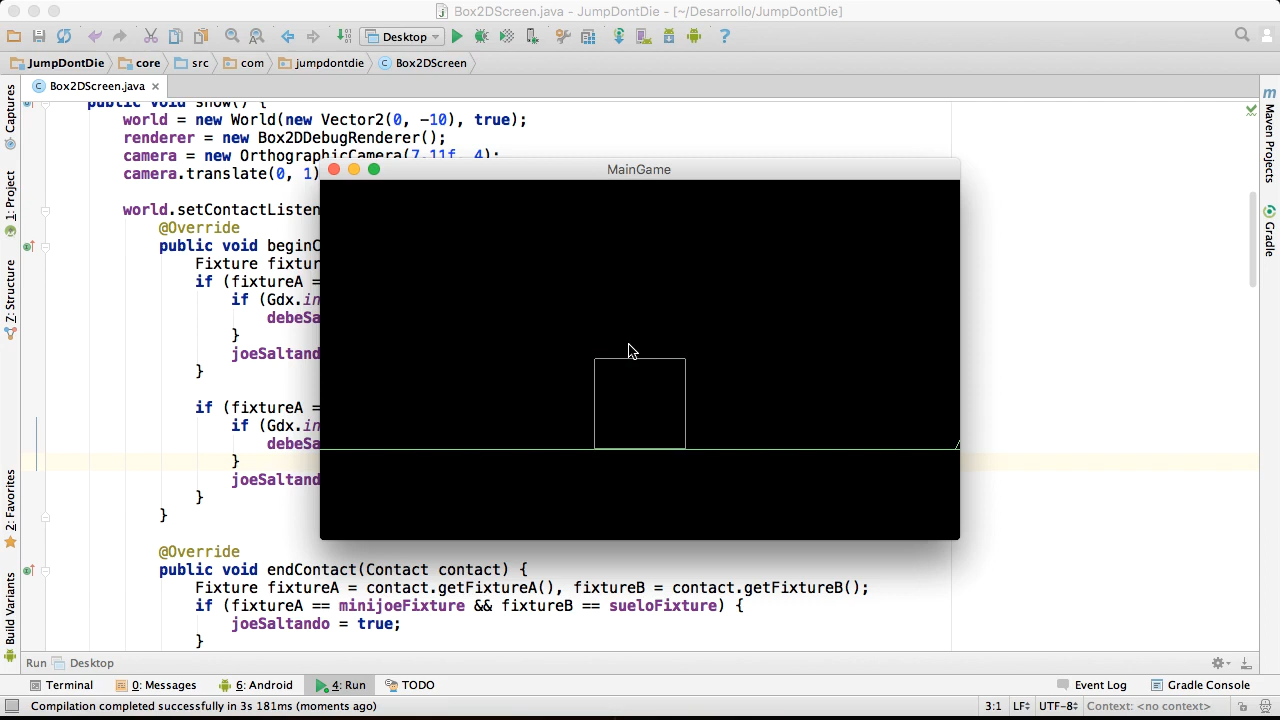 Box2DScreen.java - JumpDontDie - [~/Desarrollo/JumpDontDie]
Desktop
JumpDontDie core src com jumpdontdie Box2DScreen
Box2DScreen.java
Captures
1: Project
Z: Structure
2: Favorites
Build Variants
public void show() {
world = new World(new Vector2(0, -10), true);
renderer = new Box2DDebugRenderer();
camera = new OrthographicCamera(7.11f, 4);
camera.translate(0, 1)
world.setContactListen
@Override
public void beginC
Fixture fixtur
if (fixtureA =
if (Gdx.in
debeSa
}
joeSaltand
}
if (fixtureA =
if (Gdx.in
debeSa
}
joeSaltand
}
}
@Override
public void endContact(Contact contact) {
Fixture fixtureA = contact.getFixtureA(), fixtureB = contact.getFixtureB();
if (fixtureA == minijoeFixture && fixtureB == sueloFixture) {
joeSaltando = true;
}
MainGame
Maven Projects
Gradle
Run Desktop
Terminal 0: Messages 6: Android 4: Run TODO Event Log Gradle Console
Compilation completed successfully in 3s 181ms (moments ago) 3:1 LF UTF-8 Context: <no context>